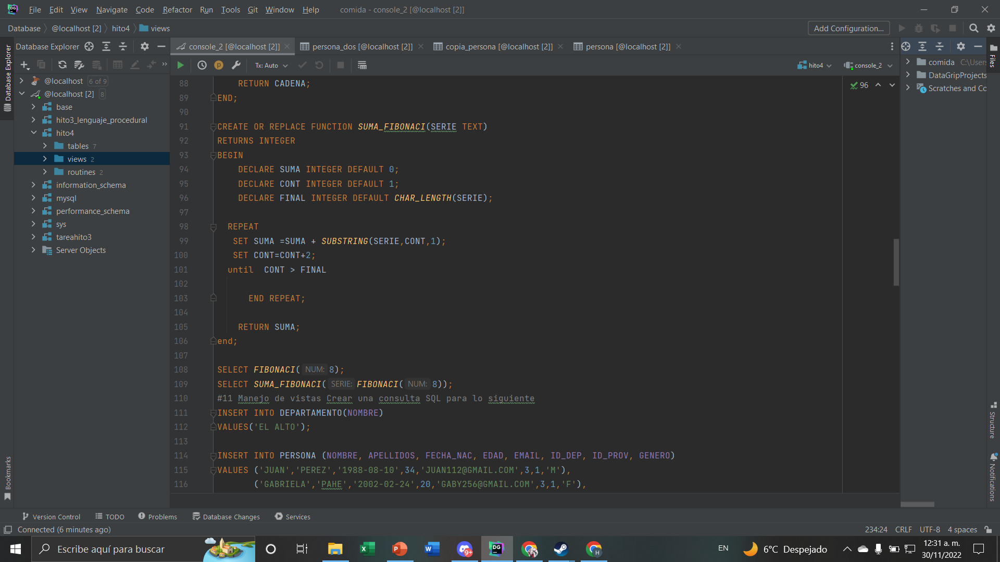 File Edit View Navigate Code Refactor Run Tools Git Window Help comida - console_2 [@localhost [2]]
Database @localhost [2] hito4 views Add Configuration...
Database Explorer
console_2 [@localhost [2]] persona_dos [@localhost [2]] copia_persona [@localhost [2]] persona [@localhost [2]]
Tx: Auto hito4 console_2
Database Explorer
Bookmarks
@localhost 6 of 9
@localhost [2] 8
base
hito3_lenguaje_procedural
hito4
tables 7
views 2
routines 2
information_schema
mysql
performance_schema
sys
tareahito3
Server Objects
96
88 RETURN CADENA;
89 END;
90
91 CREATE OR REPLACE FUNCTION SUMA_FIBONACI(SERIE TEXT)
92 RETURNS INTEGER
93 BEGIN
94 DECLARE SUMA INTEGER DEFAULT 0;
95 DECLARE CONT INTEGER DEFAULT 1;
96 DECLARE FINAL INTEGER DEFAULT CHAR_LENGTH(SERIE);
97
98 REPEAT
99 SET SUMA =SUMA + SUBSTRING(SERIE,CONT,1);
100 SET CONT=CONT+2;
101 until CONT > FINAL
102
103 END REPEAT;
104
105 RETURN SUMA;
106 end;
107
108 SELECT FIBONACI( NUM: 8);
109 SELECT SUMA_FIBONACI( SERIE: FIBONACI( NUM: 8));
110 #11 Manejo de vistas Crear una consulta SQL para lo siguiente
111 INSERT INTO DEPARTAMENTO(NOMBRE)
112 VALUES('EL ALTO');
113
114 INSERT INTO PERSONA (NOMBRE, APELLIDOS, FECHA_NAC, EDAD, EMAIL, ID_DEP, ID_PROV, GENERO)
115 VALUES ('JUAN','PEREZ','1988-08-10',34,'JUAN112@GMAIL.COM',3,1,'M'),
116 ('GABRIELA','PAHE','2002-02-24',20,'GABY256@GMAIL.COM',3,1,'F'),
comida C:\Users
DataGripProjects
Scratches and Co
Files
Structure
Notifications
Version Control TODO Problems Database Changes Services
Connected (6 minutes ago) 234:24 CRLF UTF-8 4 spaces
Escribe aquí para buscar 9+ DG H EN 6°C Despejado 12:31 a. m.
30/11/2022